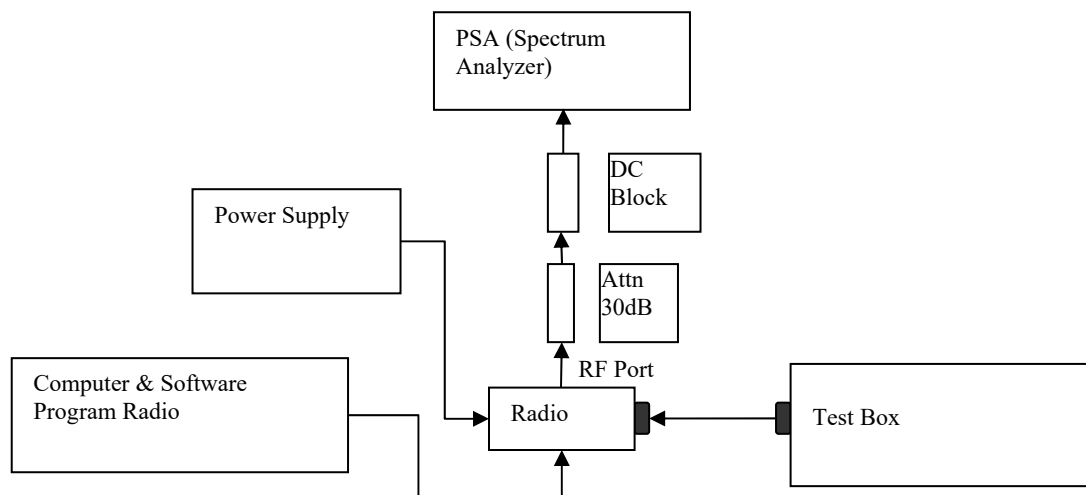 PSA (Spectrum
Analyzer)
DC
Block
Power Supply
Attn
30dB
RF Port
Computer & Software
Program Radio
Radio
Test Box